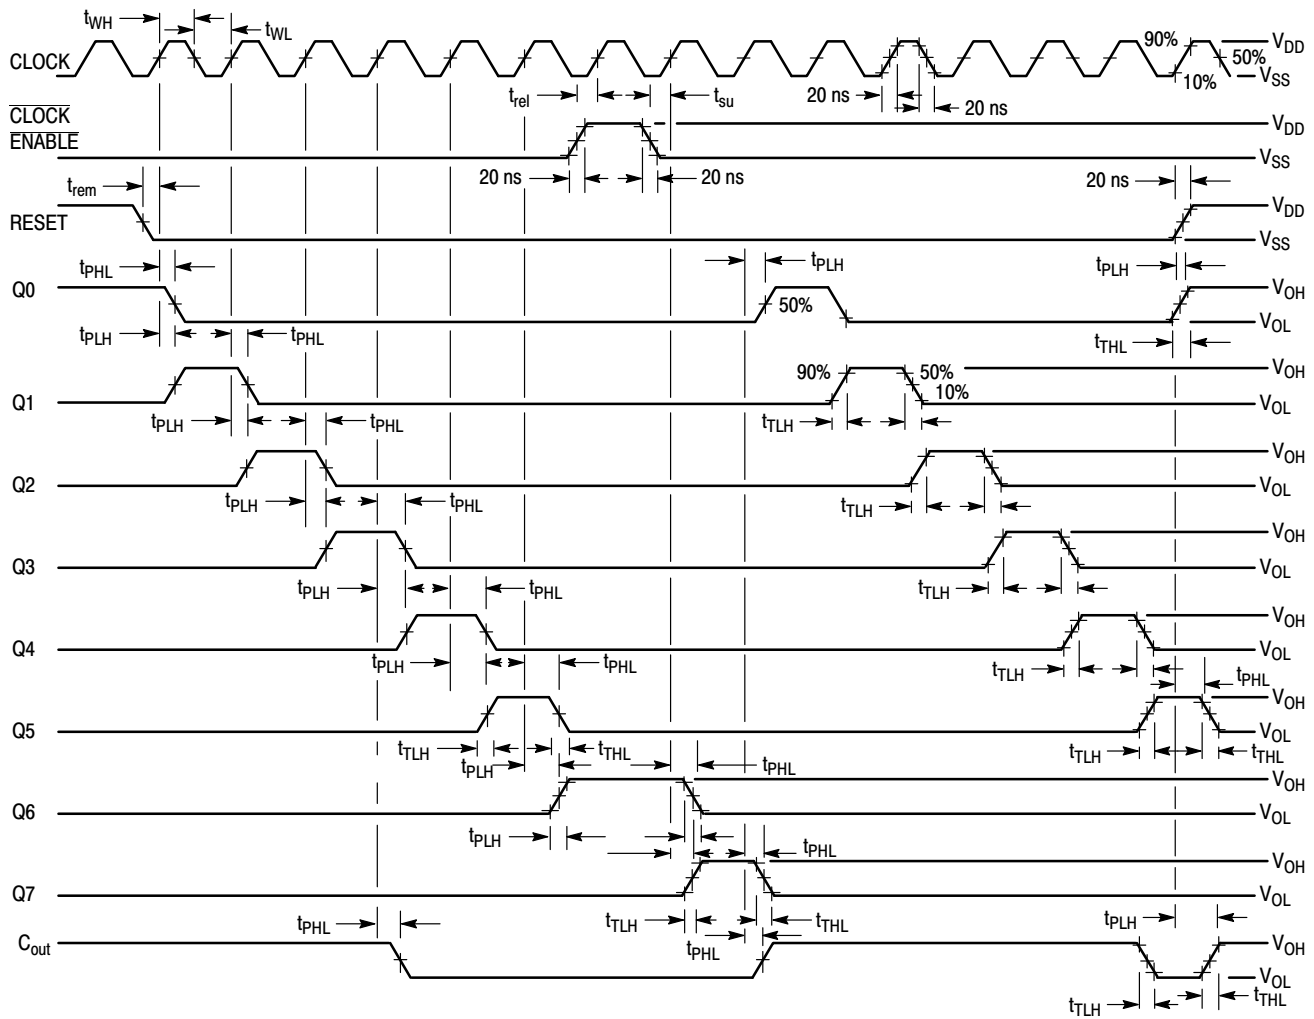 tWH
tWL
CLOCK
90%
VDD
50%
VSS
10%
trel
tsu
20 ns
20 ns
CLOCK
ENABLE
VDD
VSS
20 ns
20 ns
trem
20 ns
RESET
VDD
VSS
tPHL
tPLH
tPLH
Q0
50%
VOH
VOL
tPLH
tPHL
tTHL
Q1
90%
50%
10%
VOH
VOL
tPLH
tPHL
tTLH
Q2
VOH
VOL
tPLH
tPHL
tTLH
Q3
VOH
VOL
tPLH
tPHL
tTLH
Q4
VOH
VOL
tPLH
tPHL
tTLH
tPHL
Q5
VOH
VOL
tTLH
tTHL
tTLH
tTHL
tPLH
tPHL
Q6
VOH
VOL
tPLH
tPHL
Q7
VOH
VOL
tPHL
tTLH
tTHL
tPLH
tPHL
Cout
VOH
VOL
tTLH
tTHL